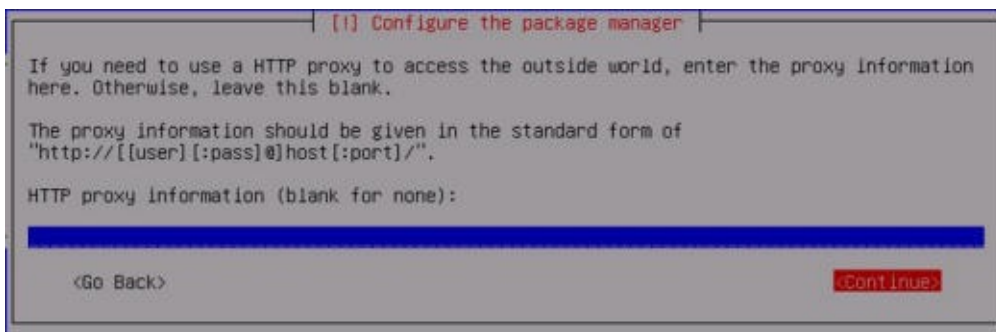 [!] Configure the package manager
If you need to use a HTTP proxy to access the outside world, enter the proxy information
here. Otherwise, leave this blank.
The proxy information should be given in the standard form of
"http://[[user][:pass]@]host[:port]/".
HTTP proxy information (blank for none):
<Go Back>
<Continue>